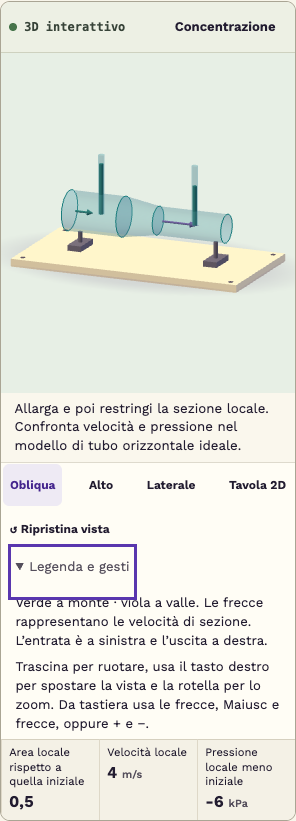 3D interattivo
Concentrazione
Allarga e poi restringi la sezione locale.
Confronta velocità e pressione nel
modello di tubo orizzontale ideale.
Obliqua
Alto
Laterale
Tavola 2D
↺ Ripristina vista
▼ Legenda e gesti
Verde a monte · viola a valle. Le frecce
rappresentano le velocità di sezione.
L'entrata è a sinistra e l'uscita a destra.
Trascina per ruotare, usa il tasto destro
per spostare la vista e la rotella per lo
zoom. Da tastiera usa le frecce, Maiusc e
frecce, oppure + e −.
Area locale
rispetto a
quella iniziale
0,5
Velocità locale
4 m/s
Pressione
locale meno
iniziale
-6 kPa